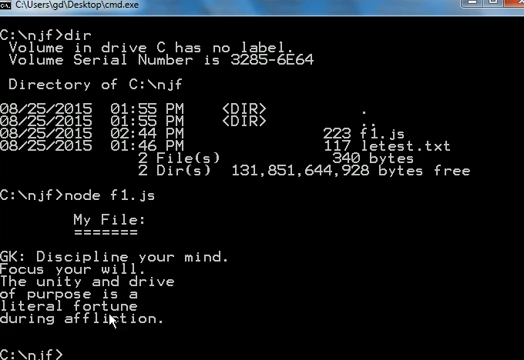 C:\Users\gd\Desktop\cmd.exe
C:\njf>dir
Volume in drive C has no label.
Volume Serial Number is 3285-6E64
Directory of C:\njf
08/25/2015 01:55 PM <DIR> .
08/25/2015 01:55 PM <DIR> ..
08/25/2015 02:44 PM 223 f1.js
08/25/2015 01:46 PM 117 letest.txt
2 File(s) 340 bytes
2 Dir(s) 131,851,644,928 bytes free
C:\njf>node f1.js
My File:
=======
GK: Discipline your mind.
Focus your will.
The unity and drive
of purpose is a
literal fortune
during affliction.
C:\njf>